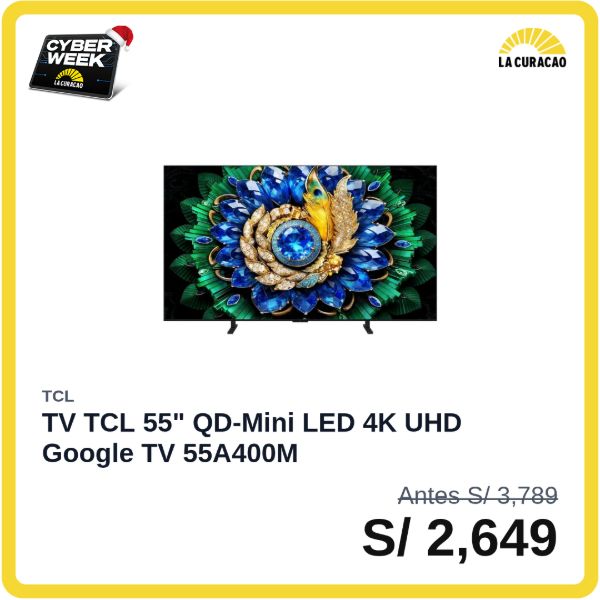 CYBER
WEEK
LA CURACAO
LA CURACAO
TCL
TV TCL 55" QD-Mini LED 4K UHD
Google TV 55A400M
Antes S/ 3,789
S/ 2,649